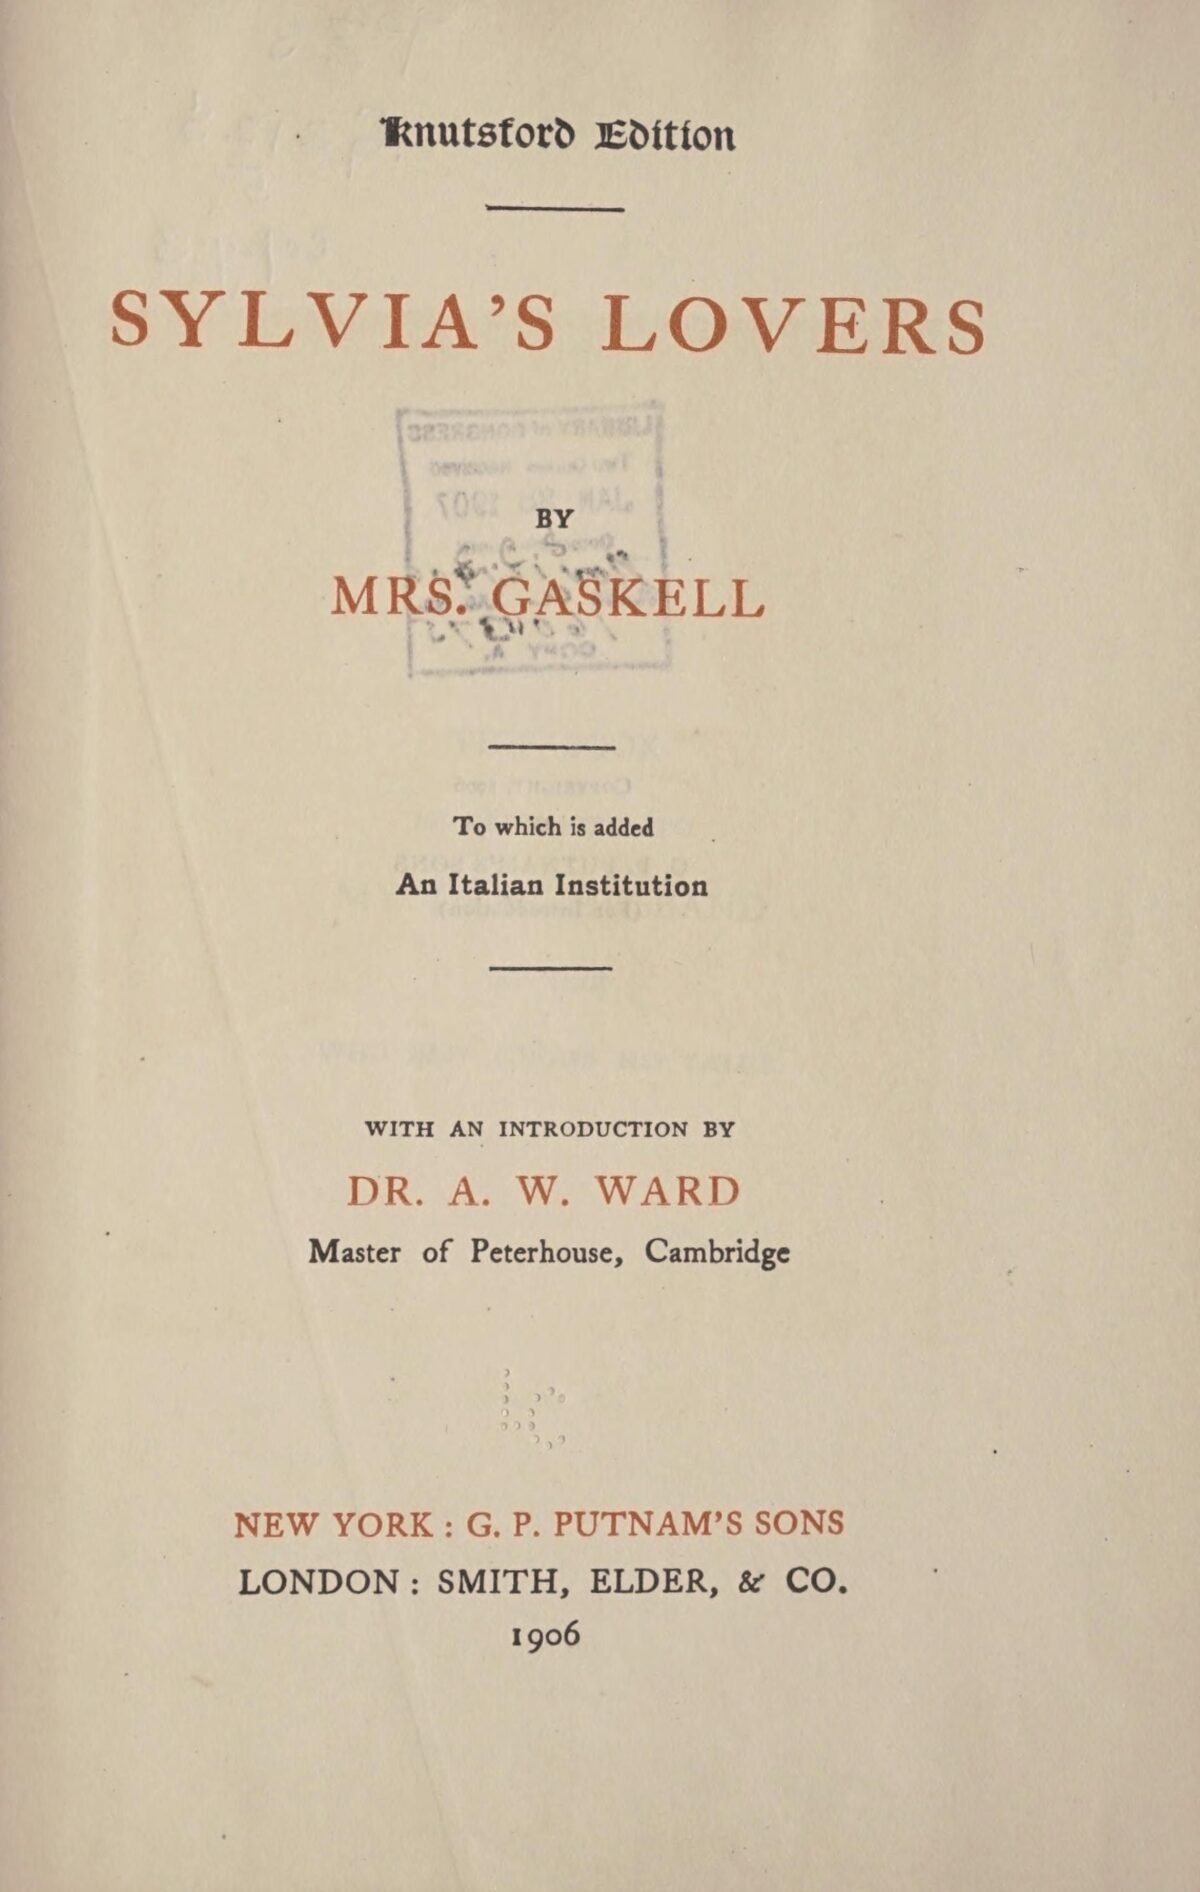 Knutsford Edition
SYLVIA'S LOVERS
BY
MRS. GASKELL
To which is added
An Italian Institution
WITH AN INTRODUCTION BY
DR. A. W. WARD
Master of Peterhouse, Cambridge
NEW YORK : G. P. PUTNAM'S SONS
LONDON : SMITH, ELDER, & CO.
1906